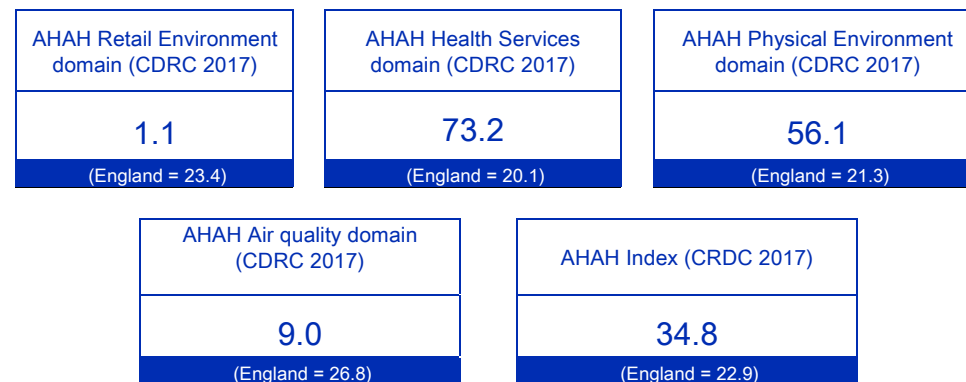 AHAH Retail Environment
domain (CDRC 2017)
1.1
(England = 23.4)
AHAH Health Services
domain (CDRC 2017)
73.2
(England = 20.1)
AHAH Physical Environment
domain (CDRC 2017)
56.1
(England = 21.3)
AHAH Air quality domain
(CDRC 2017)
9.0
(England = 26.8)
AHAH Index (CRDC 2017)
34.8
(England = 22.9)